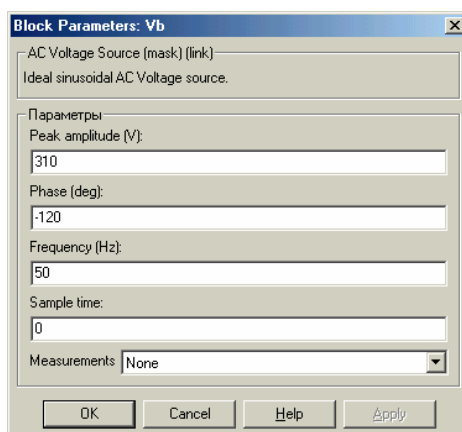 Block Parameters: Vb
AC Voltage Source (mask) (link)
Ideal sinusoidal AC Voltage source.
Параметры
Peak amplitude (V):
310
Phase (deg):
-120
Frequency (Hz):
50
Sample time:
0
Measurements None
OK Cancel Help Apply